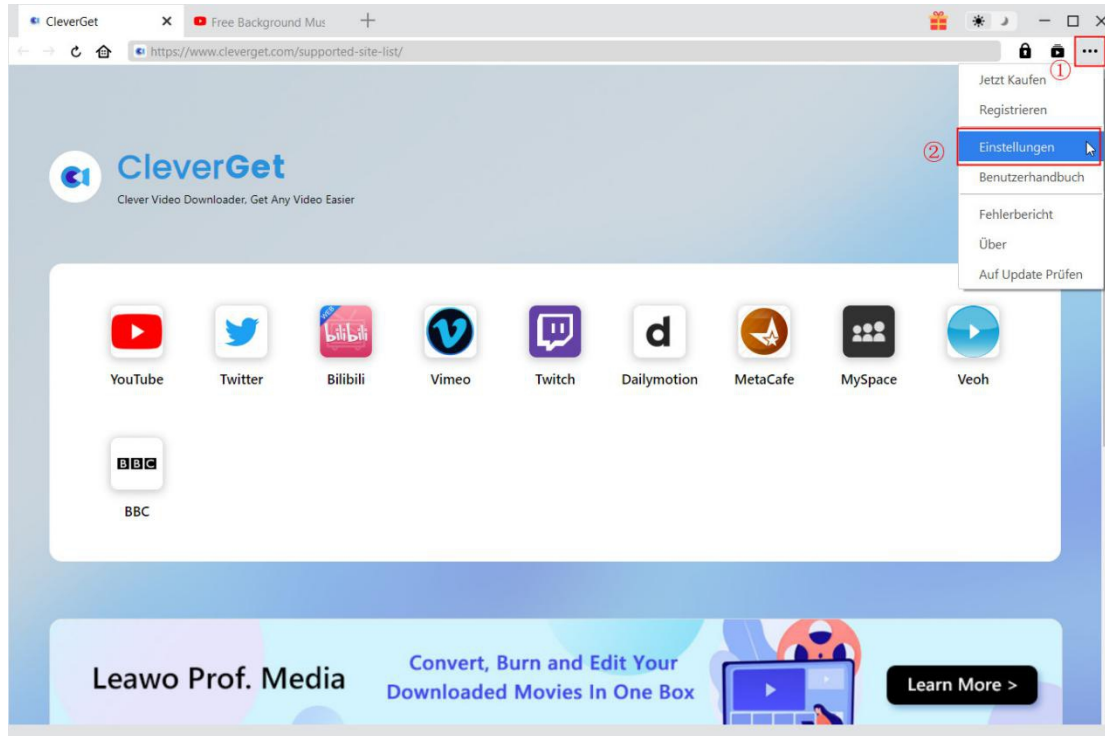 CleverGet
Free Background Mus
https://www.cleverget.com/supported-site-list/
①
Jetzt Kaufen
Registrieren
②
Einstellungen
Benutzerhandbuch
Fehlerbericht
Über
Auf Update Prüfen
CleverGet
Clever Video Downloader. Get Any Video Easier
WEB
bilibili
d
YouTube Twitter Bilibili Vimeo Twitch Dailymotion MetaCafe MySpace Veoh
BBC
BBC
Leawo Prof. Media
Convert, Burn and Edit Your
Downloaded Movies In One Box
Learn More >